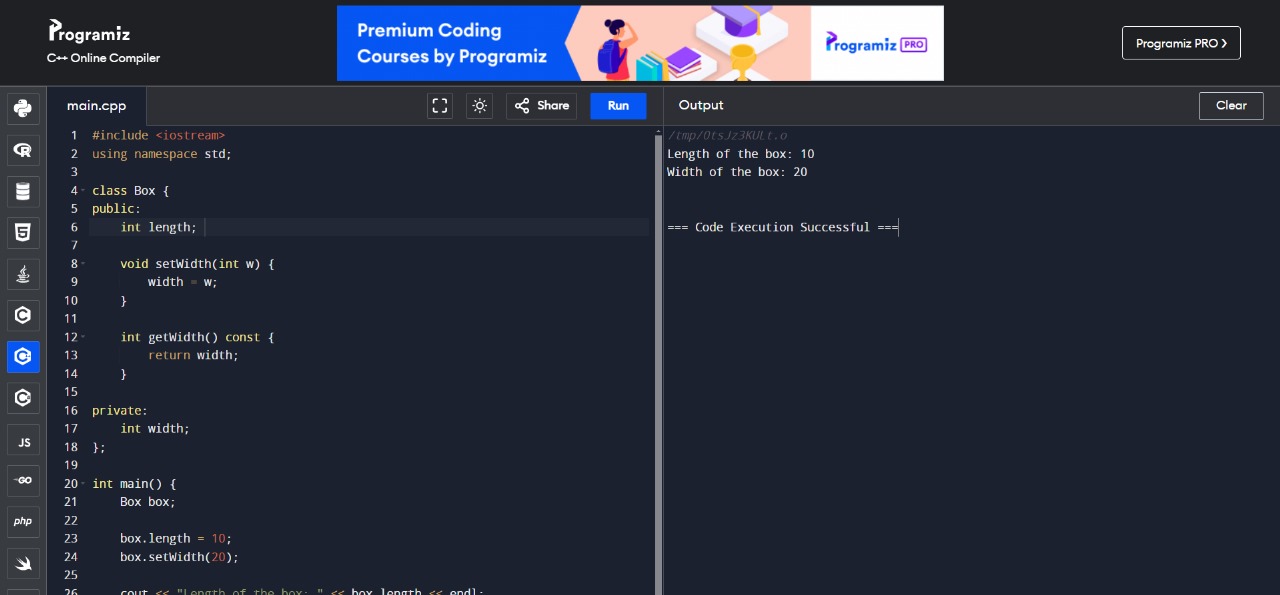 Programiz
C++ Online Compiler
Premium Coding
Courses by Programiz
Programiz PRO
Programiz PRO ❯
main.cpp
Share
Run
Output
Clear
1 #include <iostream>
2 using namespace std;
3
4 class Box {
5 public:
6     int length;
7
8     void setWidth(int w) {
9         width = w;
10     }
11
12     int getWidth() const {
13         return width;
14     }
15
16 private:
17     int width;
18 };
19
20 int main() {
21     Box box;
22
23     box.length = 10;
24     box.setWidth(20);
25
26     cout << "Length of the box: " << box.length << endl;
/tmp/0tsJz3KULt.o
Length of the box: 10
Width of the box: 20
=== Code Execution Successful ===
R
5
C
C
C
JS
GO
php